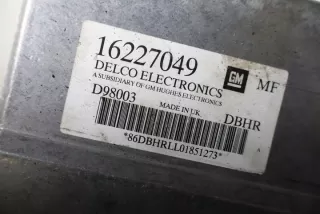 16227049
DELCO ELECTRONICS
A SUBSIDIARY OF GM HUGHES ELECTRONICS
GM
MF
D98003
MADE IN UK
DBHR
*86DBHRLL01851273*